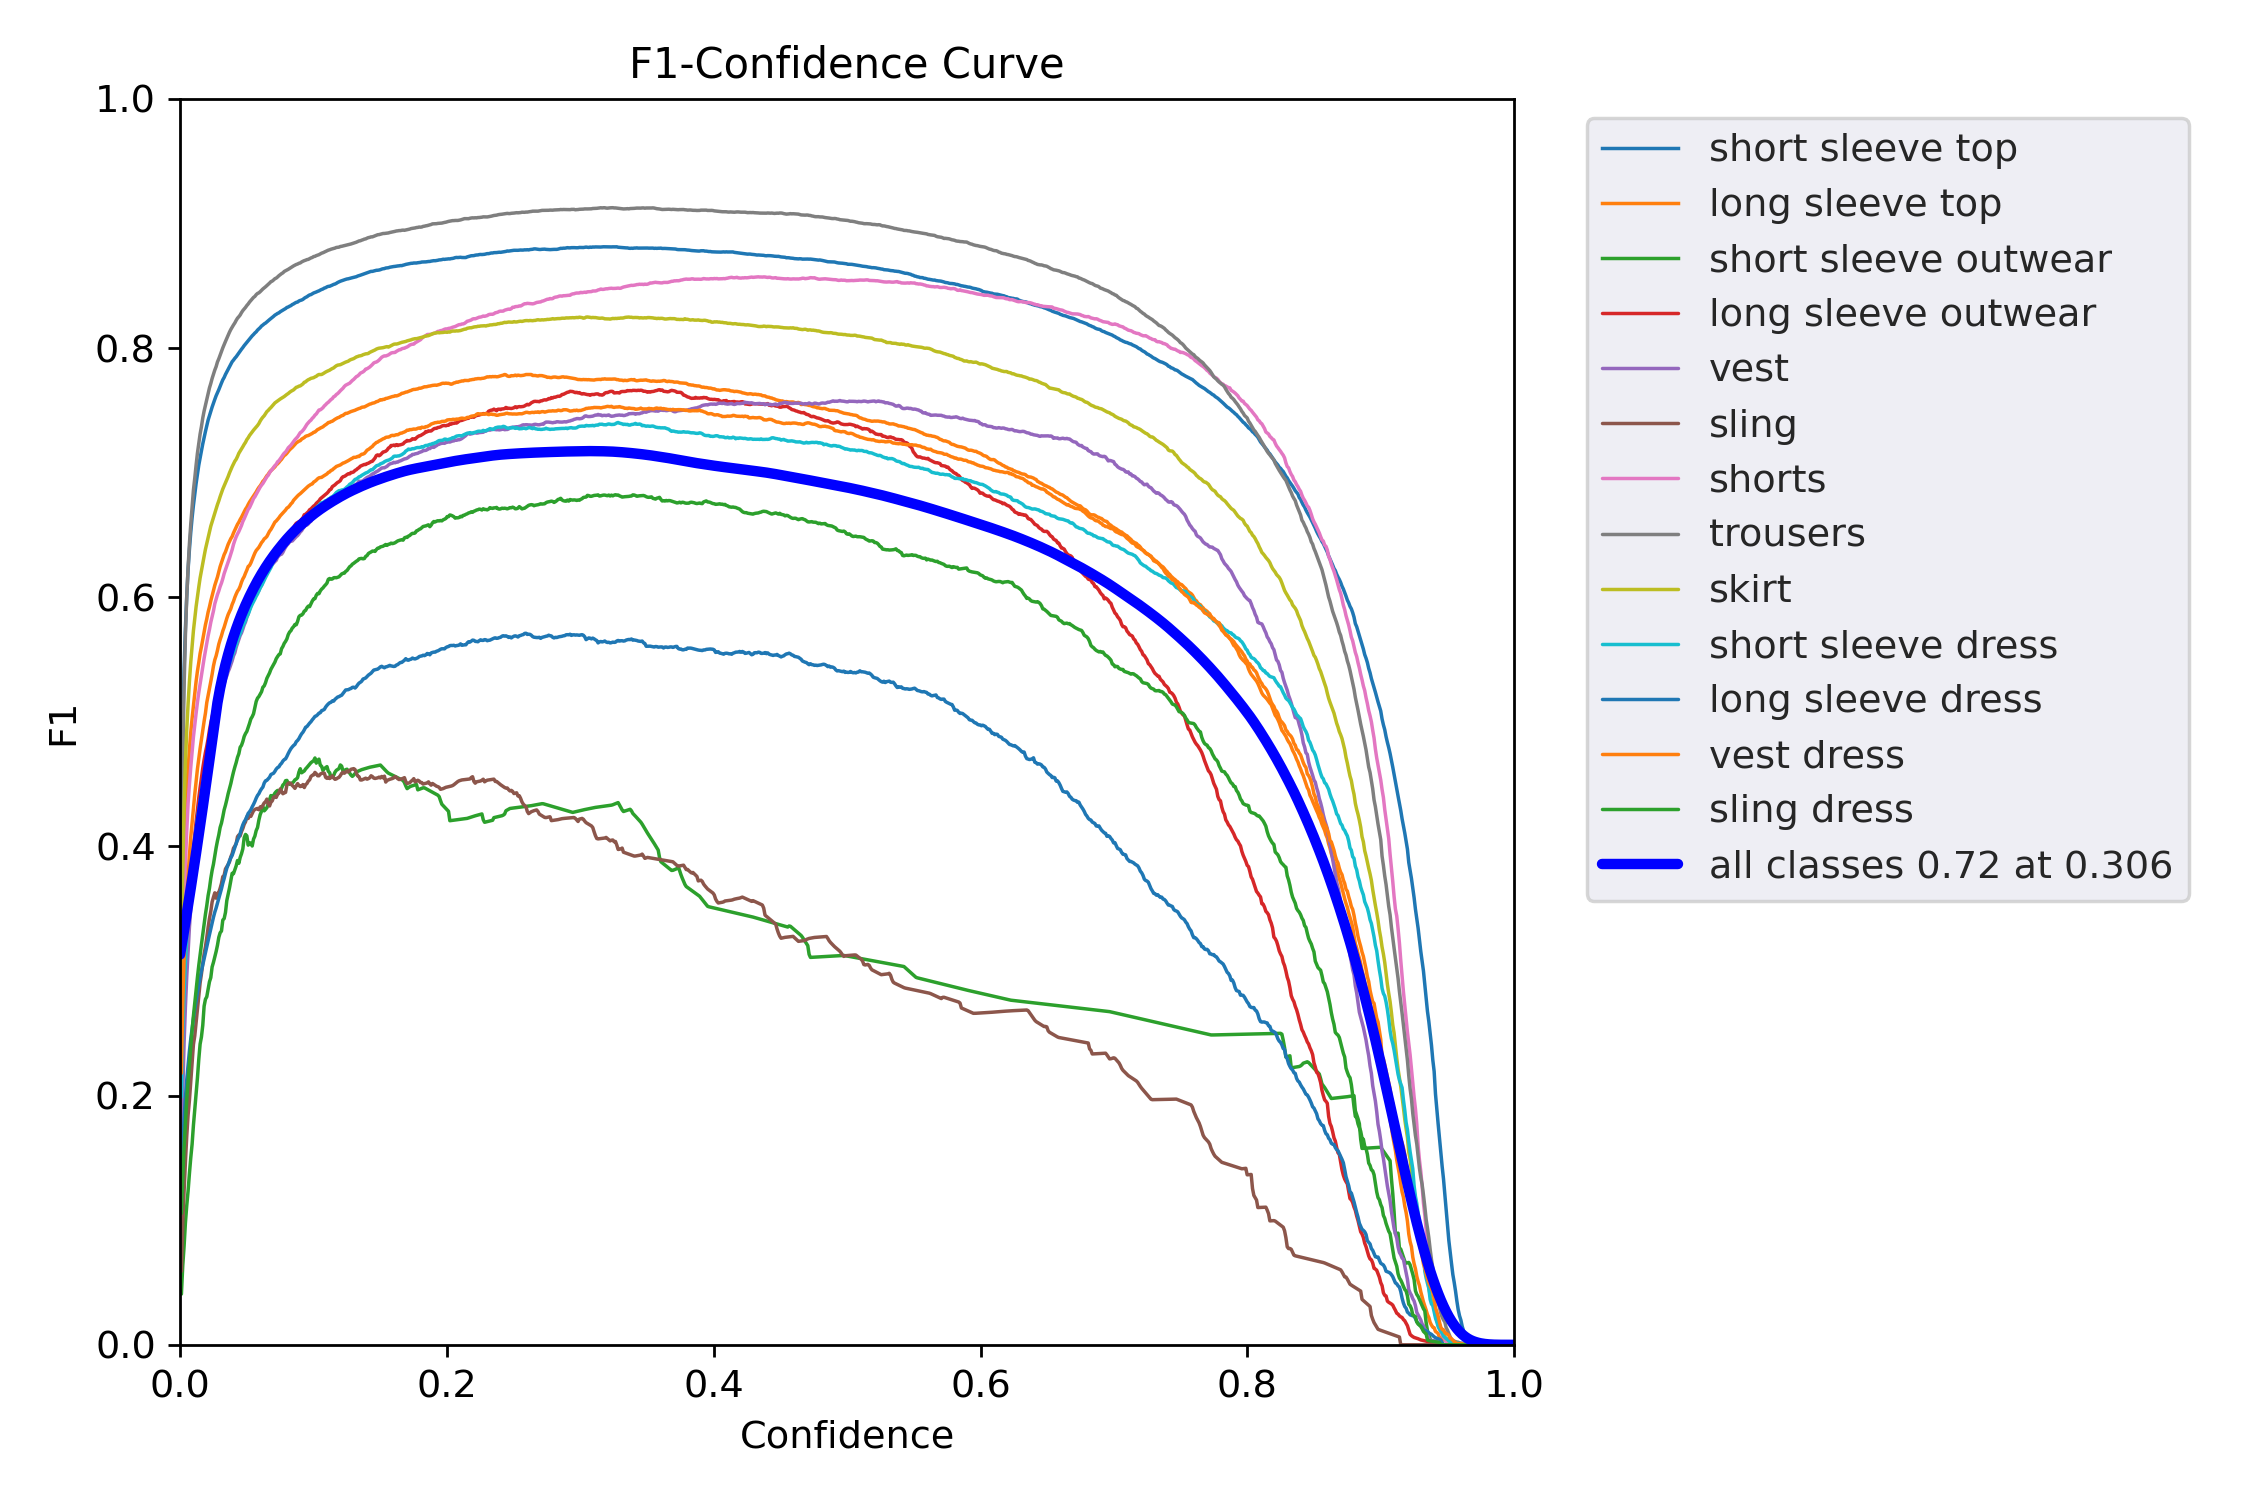 F1-Confidence Curve
1.0
0.8
0.6
0.4
0.2
0.0
F1
0.0 0.2 0.4 0.6 0.8 1.0
Confidence
short sleeve top
long sleeve top
short sleeve outwear
long sleeve outwear
vest
sling
shorts
trousers
skirt
short sleeve dress
long sleeve dress
vest dress
sling dress
all classes 0.72 at 0.306